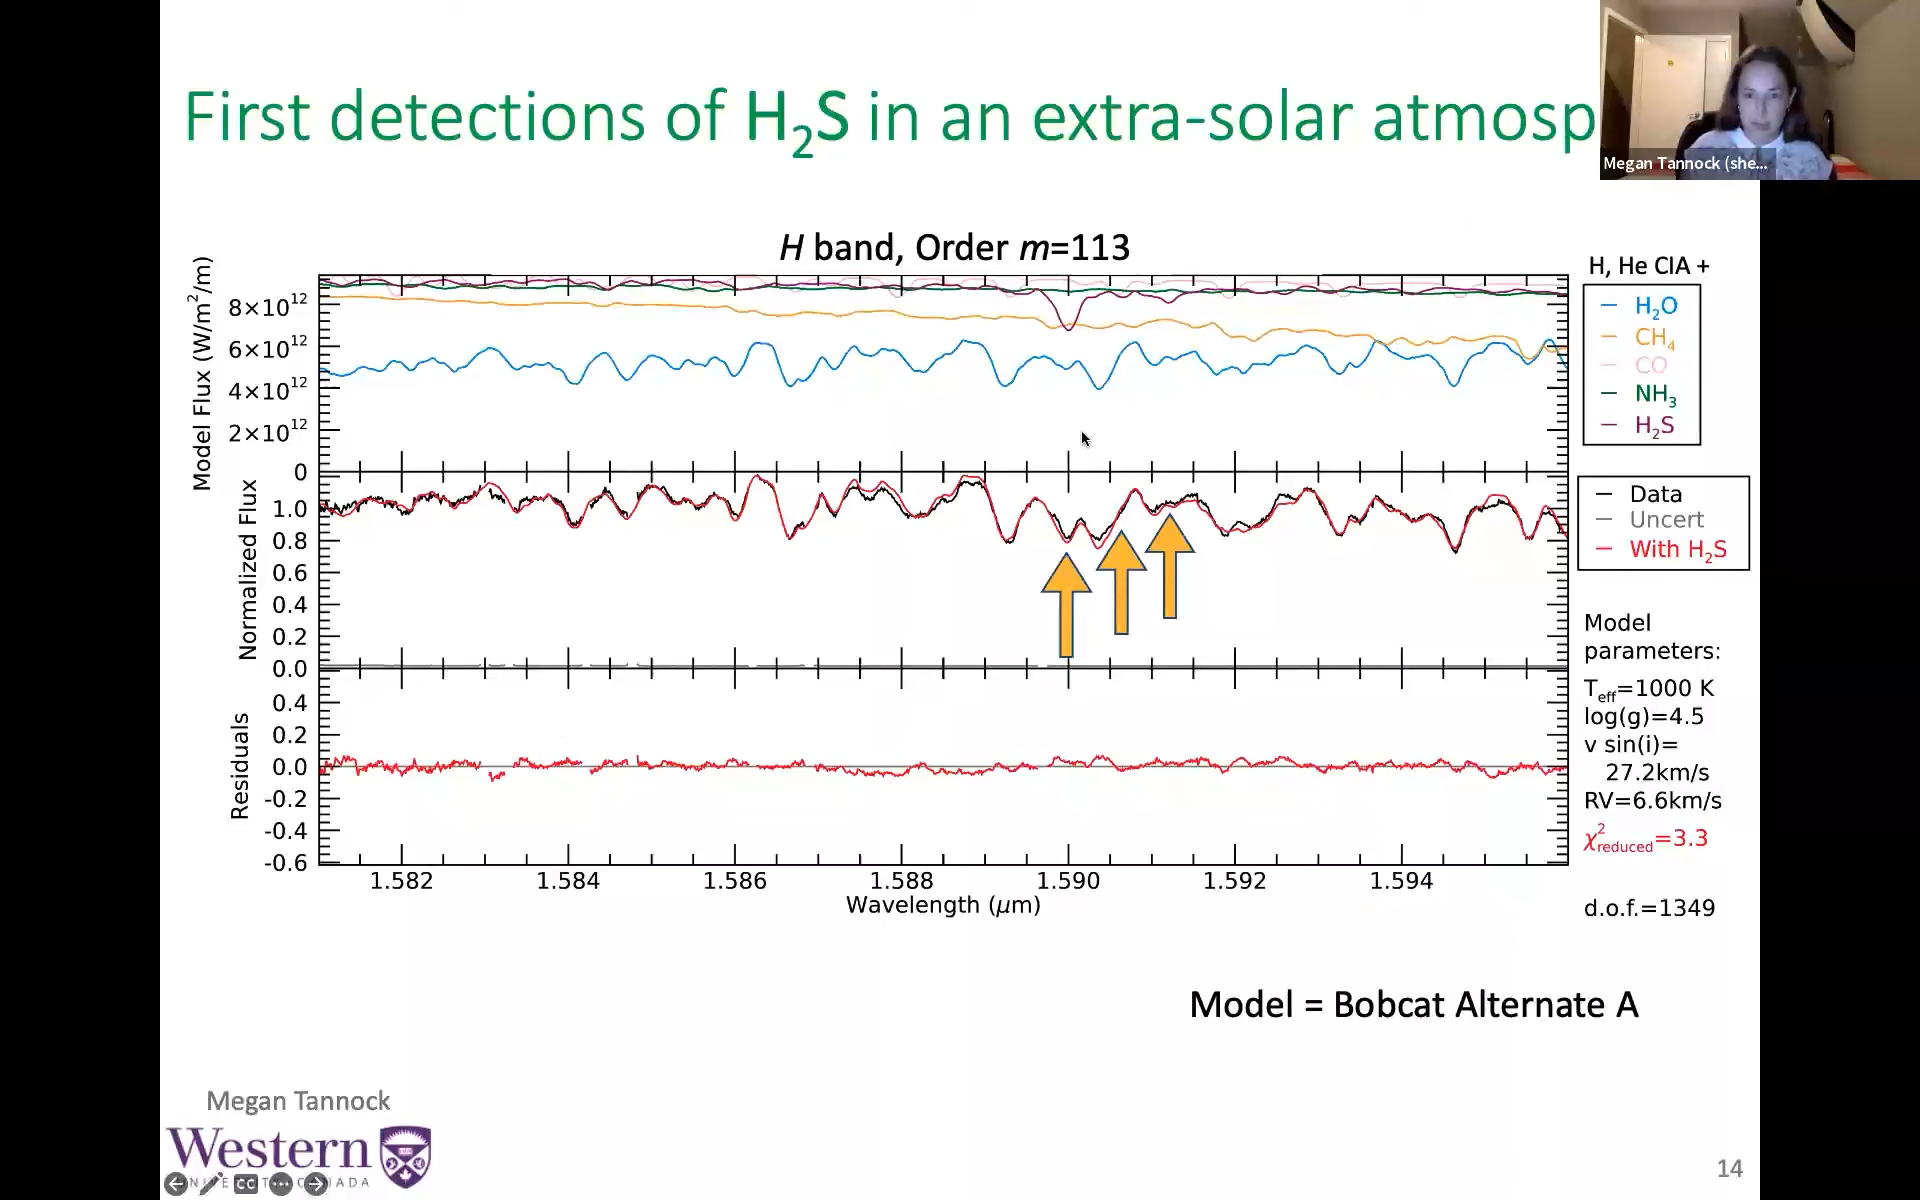 First detections of H₂S in an extra-solar atmosp
Megan Tannock (she...
H band, Order m=113
Model Flux (W/m²/m)
8×10¹²
6×10¹²
4×10¹²
2×10¹²
0
H, He CIA +
H₂O
CH₄
CO
NH₃
H₂S
Normalized Flux
1.0
0.8
0.6
0.4
0.2
0.0
Data
Uncert
With H₂S
Residuals
0.4
0.2
0.0
-0.2
-0.4
-0.6
1.582 1.584 1.586 1.588 1.590 1.592 1.594
Wavelength (μm)
Model
parameters:
T_eff=1000 K
log(g)=4.5
v sin(i)=
27.2km/s
RV=6.6km/s
χ²_reduced=3.3
d.o.f.=1349
Model = Bobcat Alternate A
Megan Tannock
Western
14